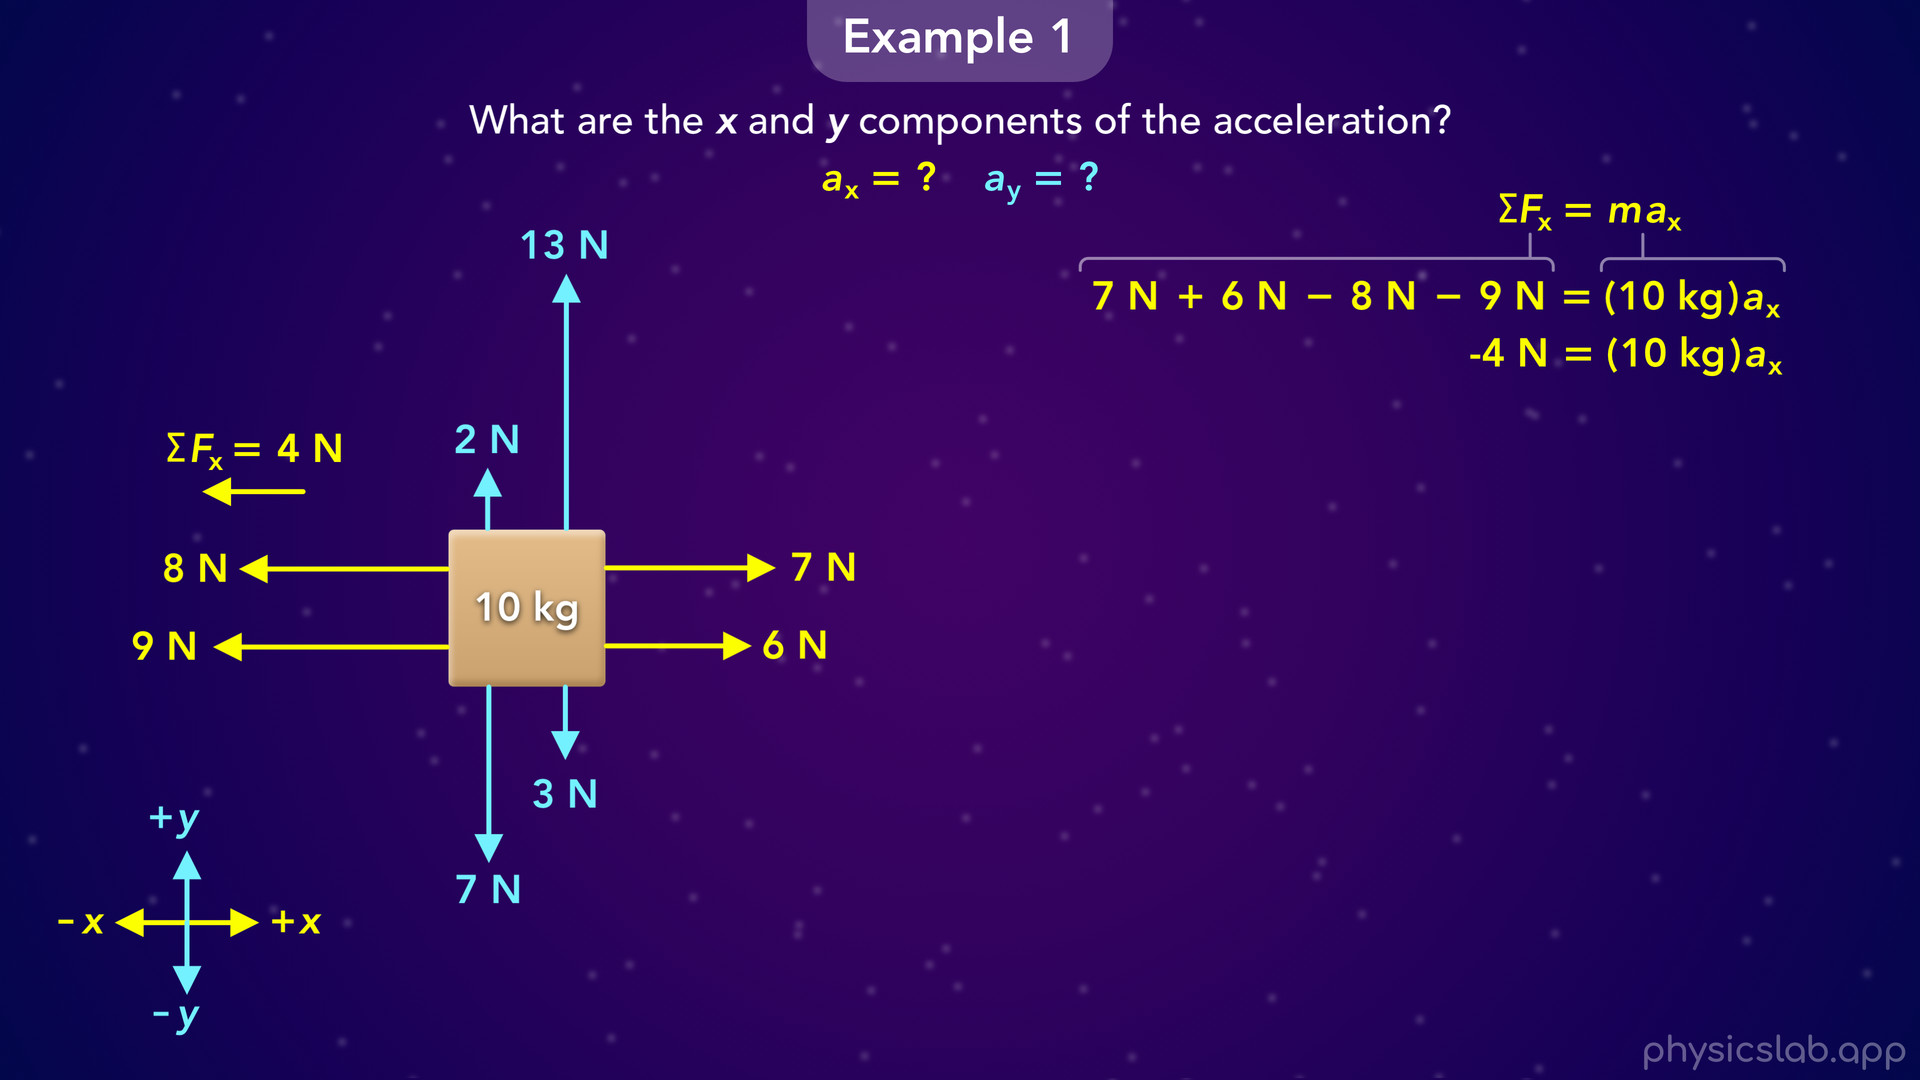 Example 1
What are the x and y components of the acceleration?
aₓ = ? a_y = ?
ΣFₓ = maₓ
7 N + 6 N − 8 N − 9 N = (10 kg)aₓ
-4 N = (10 kg)aₓ
13 N
2 N
ΣFₓ = 4 N
8 N
7 N
10 kg
9 N
6 N
3 N
7 N
+y
-x
+x
-y
physicslab.app